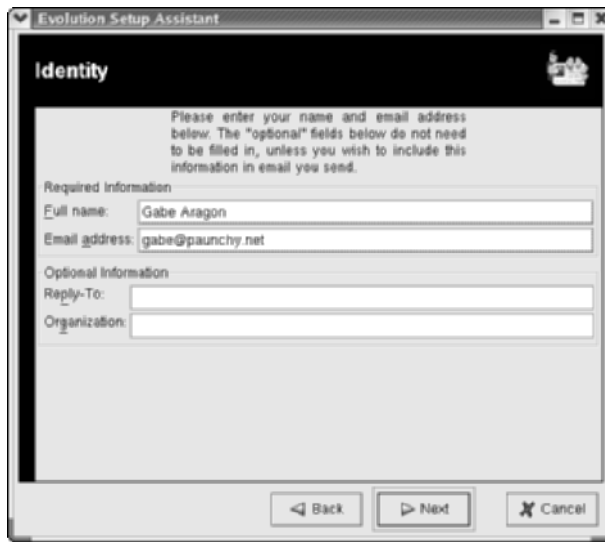 Evolution Setup Assistant
Identity
Please enter your name and email address
below. The "optional" fields below do not need
to be filled in, unless you wish to include this
information in email you send.
Required Information
Full name: Gabe Aragon
Email address: gabe@paunchy.net
Optional Information
Reply-To:
Organization:
Back Next Cancel